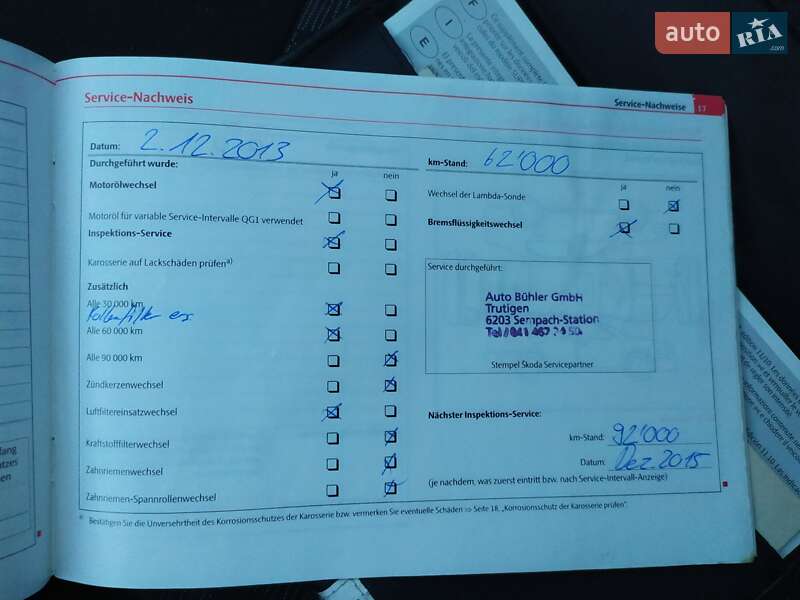 auto RIA.com
F
I
E
Service-Nachweis
Service-Nachweise 17
Datum: 2.12.2013
km-Stand: 62'000
Durchgeführt wurde:
ja nein
ja nein
Motorölwechsel
Wechsel der Lambda-Sonde
Motoröl für variable Service-Intervalle QG1 verwendet
Bremsflüssigkeitswechsel
Inspektions-Service
Karosserie auf Lackschäden prüfen a)
Service durchgeführt:
Zusätzlich
Auto Bühler GmbH
Trutigen
6203 Sempach-Station
Alle 30 000 km
Pollenfilter ers.
Alle 60 000 km
Alle 90 000 km
Stempel Škoda Servicepartner
Zündkerzenwechsel
Luftfiltereinsatzwechsel
Nächster Inspektions-Service:
Kraftstofffilterwechsel
km-Stand: 92'000
Zahnriemenwechsel
Datum: Dez. 2015
(je nachdem, was zuerst eintritt bzw. nach Service-Intervall-Anzeige)
Zahnriemen-Spannrollenwechsel
a) Bestätigen Sie die Unversehrtheit des Korrosionsschutzes der Karosserie bzw. vermerken Sie eventuelle Schäden ⇒ Seite 18, „Korrosionsschutz der Karosserie prüfen".